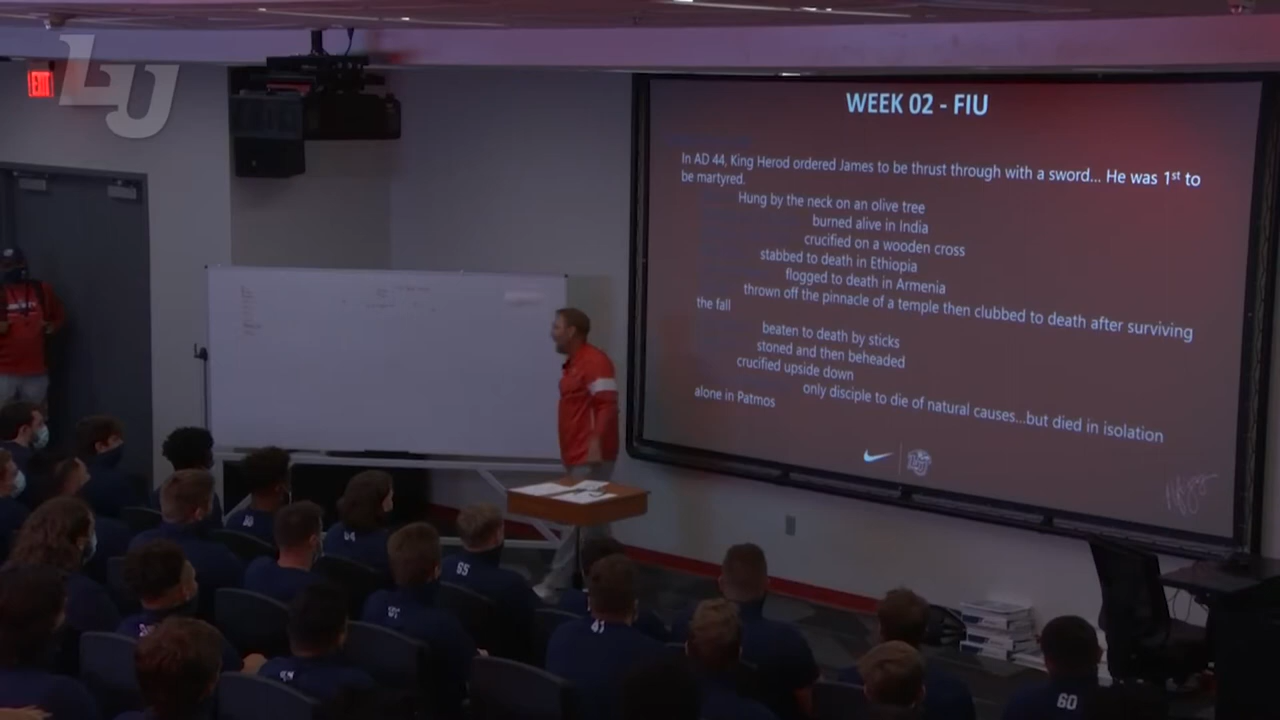 LU
EXIT
WEEK 02 - FIU
In AD 44, King Herod ordered James to be thrust through with a sword... He was 1st to
be martyred.
Hung by the neck on an olive tree
burned alive in India
crucified on a wooden cross
stabbed to death in Ethiopia
flogged to death in Armenia
thrown off the pinnacle of a temple then clubbed to death after surviving
the fall
beaten to death by sticks
stoned and then beheaded
crucified upside down
only disciple to die of natural causes...but died in isolation
alone in Patmos
LU
65
60